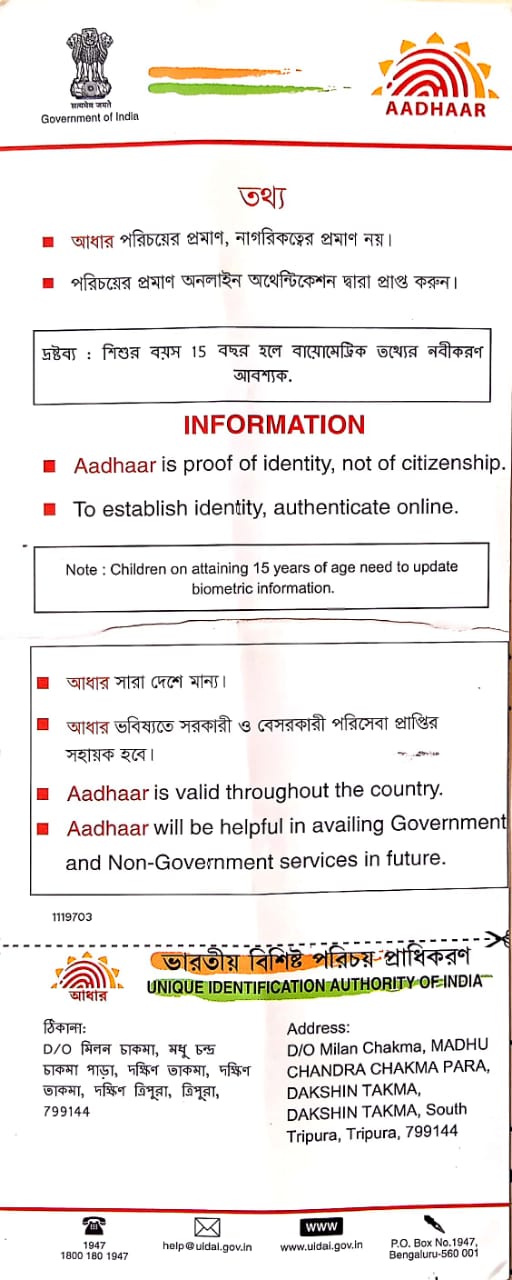 सत्यमेव जयते
Government of India
AADHAAR
তথ্য
আধার পরিচয়ের প্রমাণ, নাগরিকত্বের প্রমাণ নয়।
পরিচয়ের প্রমাণ অনলাইন অথেন্টিকেশন দ্বারা প্রাপ্ত করুন।
দ্রষ্টব্য : শিশুর বয়স 15 বছর হলে বায়োমেট্রিক তথ্যের নবীকরণ
আবশ্যক.
INFORMATION
Aadhaar is proof of identity, not of citizenship.
To establish identity, authenticate online.
Note : Children on attaining 15 years of age need to update
biometric information.
আধার সারা দেশে মান্য।
আধার ভবিষ্যতে সরকারী ও বেসরকারী পরিসেবা প্রাপ্তির
সহায়ক হবে।
Aadhaar is valid throughout the country.
Aadhaar will be helpful in availing Government
and Non-Government services in future.
1119703
আধার
ভারতীয় বিশিষ্ট পরিচয় প্রাধিকরণ
UNIQUE IDENTIFICATION AUTHORITY OF INDIA
ঠিকানা:
D/O মিলন চাকমা, মধু চন্দ্র
চাকমা পাড়া, দক্ষিণ তাকমা, দক্ষিণ
তাকমা, দক্ষিণ ত্রিপুরা, ত্রিপুরা,
799144
Address:
D/O Milan Chakma, MADHU
CHANDRA CHAKMA PARA,
DAKSHIN TAKMA,
DAKSHIN TAKMA, South
Tripura, Tripura, 799144
1947
1800 180 1947
help@uidai.gov.in
WWW
www.uidai.gov.in
P.O. Box No.1947,
Bengaluru-560 001